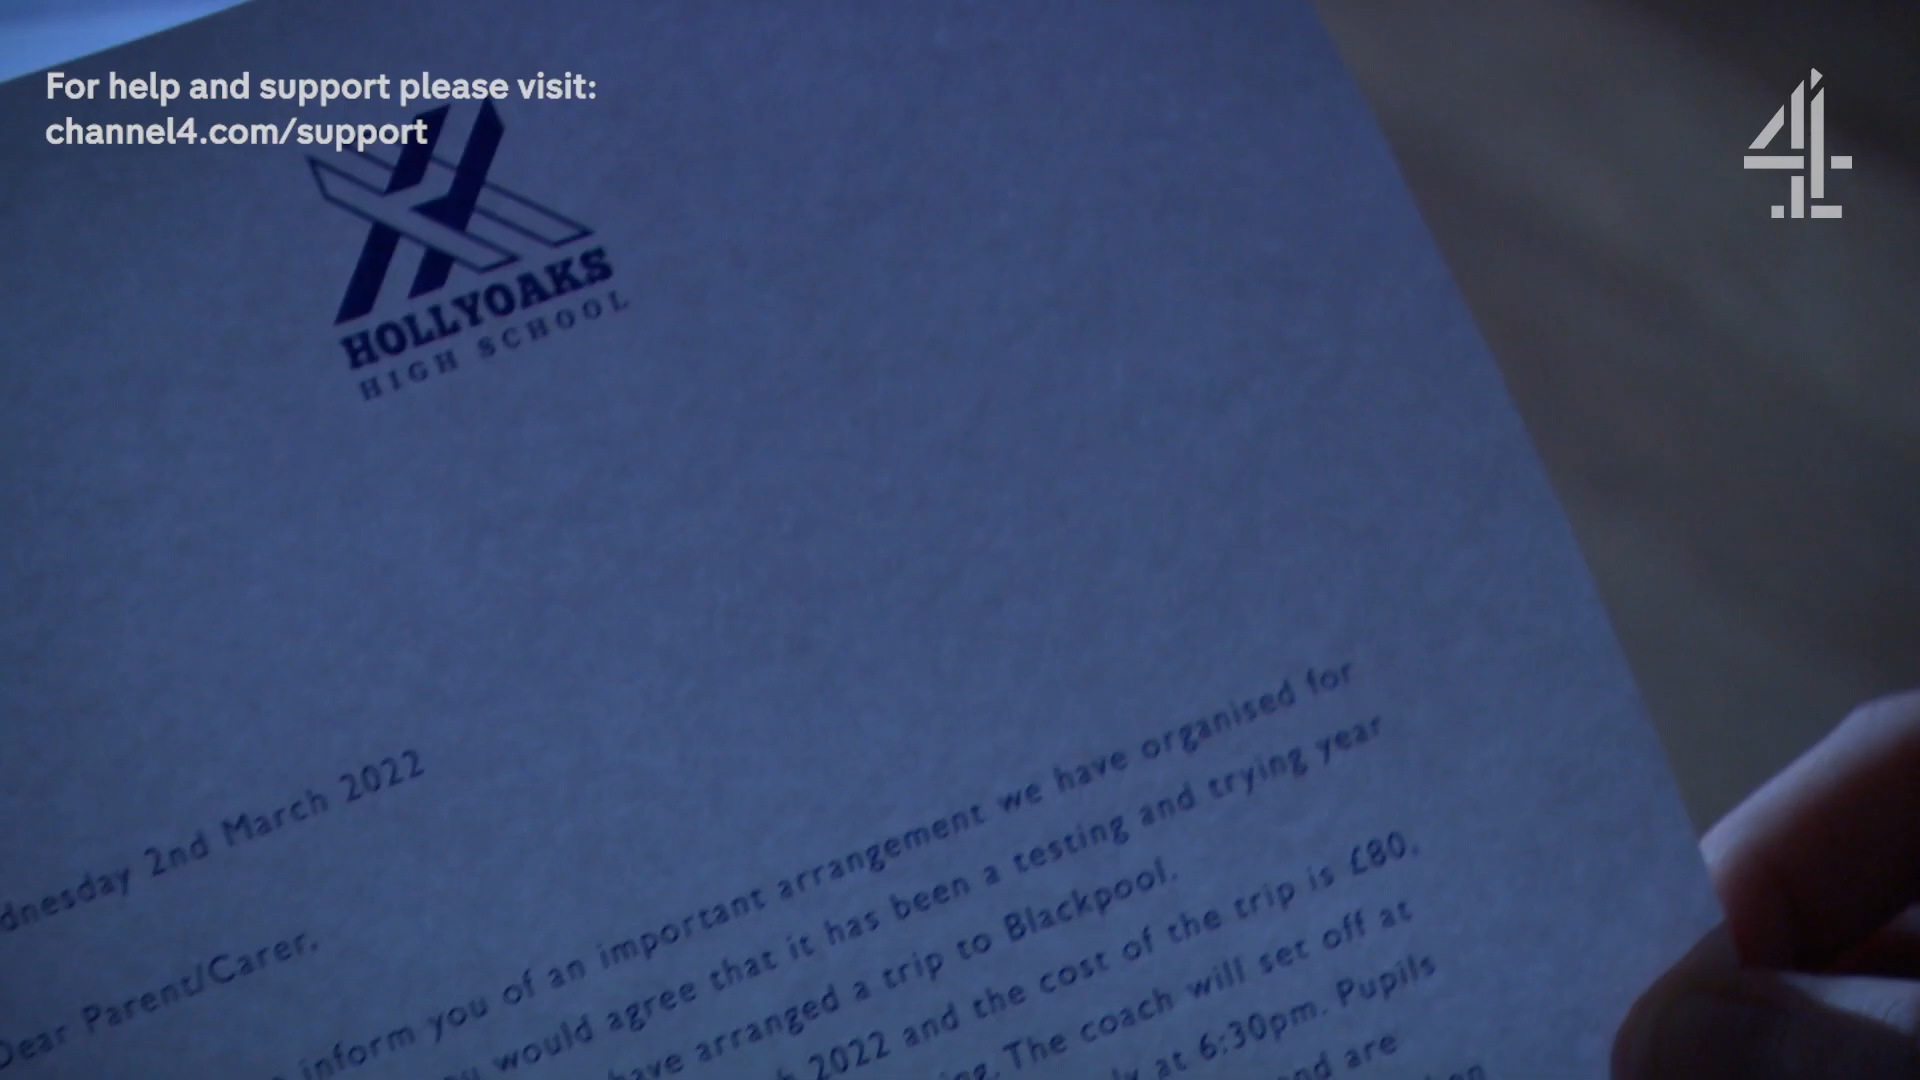 For help and support please visit:
channel4.com/support
4
HOLLYOAKS
HIGH SCHOOL
dnesday 2nd March 2022
Dear Parent/Carer,
inform you of an important arrangement we have organised for
would agree that it has been a testing and trying year
have arranged a trip to Blackpool.
2022 and the cost of the trip is £80,
The coach will set off at
at 6:30pm. Pupils
and are